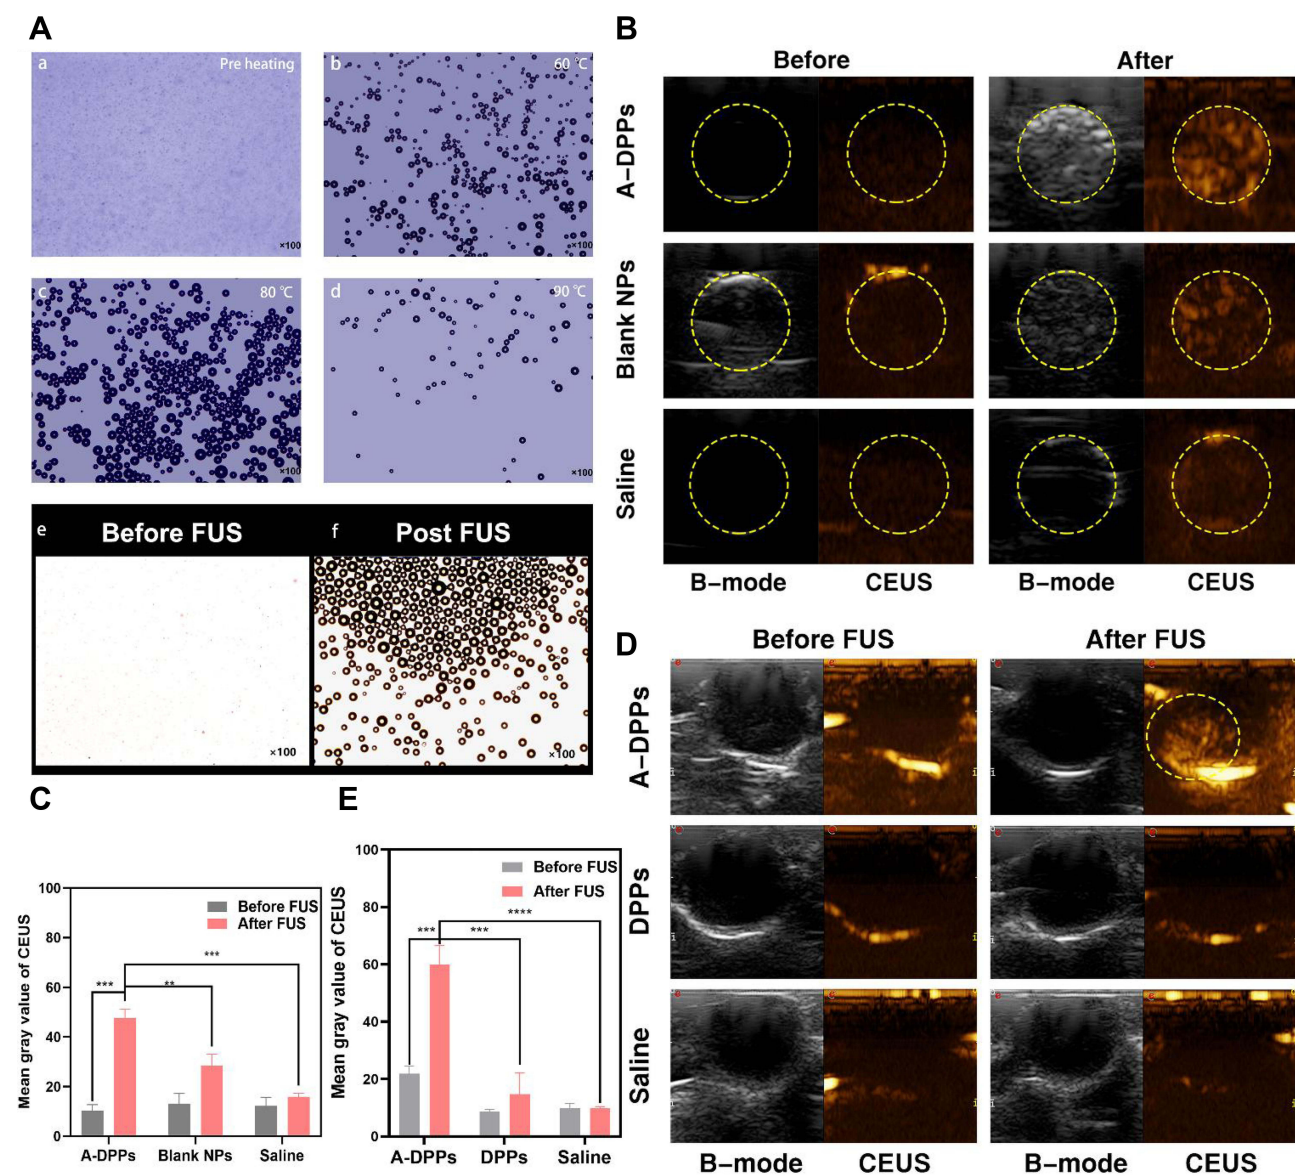 A
a
Pre heating
×100
b
60 ℃
×100
c
80 ℃
×100
d
90 ℃
×100
e
Before FUS
×100
f
Post FUS
×100
B
Before
After
A–DPPs
Blank NPs
Saline
B–mode
CEUS
B–mode
CEUS
C
Mean gray value of CEUS
100
80
60
40
20
0
Before FUS
After FUS
***
**
***
A-DPPs
Blank NPs
Saline
E
Mean gray value of CEUS
100
80
60
40
20
0
Before FUS
After FUS
***
***
****
A-DPPs
DPPs
Saline
D
Before FUS
After FUS
A–DPPs
DPPs
Saline
B–mode
CEUS
B–mode
CEUS